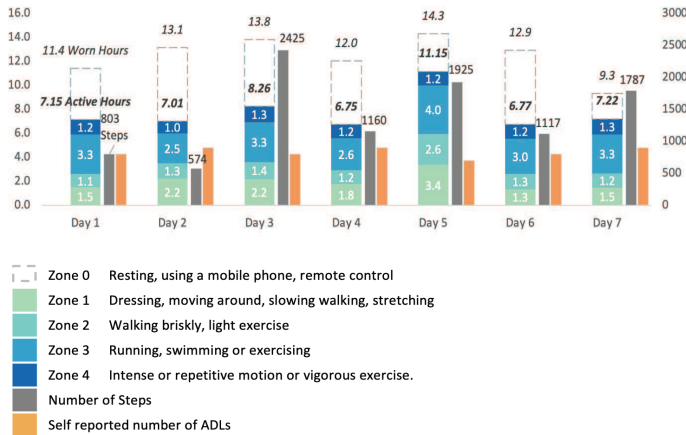 16.0 14.0 12.0 10.0 8.0 6.0 4.0 2.0 0.0
3000 2500 2000 1500 1000 500 0
11.4 Worn Hours
7.15 Active Hours
803
Steps
1.2
3.3
1.1
1.5
Day 1
13.1
7.01
574
1.0
2.5
1.3
2.2
Day 2
13.8
2425
8.26
1.3
3.3
1.4
2.2
Day 3
12.0
6.75
1160
1.2
2.6
1.2
1.8
Day 4
14.3
11.15
1925
1.2
4.0
2.6
3.4
Day 5
12.9
6.77
1117
1.2
3.0
1.3
1.3
Day 6
9.3
1787
7.22
1.3
3.3
1.2
1.5
Day 7
Zone 0 Resting, using a mobile phone, remote control
Zone 1 Dressing, moving around, slowing walking, stretching
Zone 2 Walking briskly, light exercise
Zone 3 Running, swimming or exercising
Zone 4 Intense or repetitive motion or vigorous exercise.
Number of Steps
Self reported number of ADLs